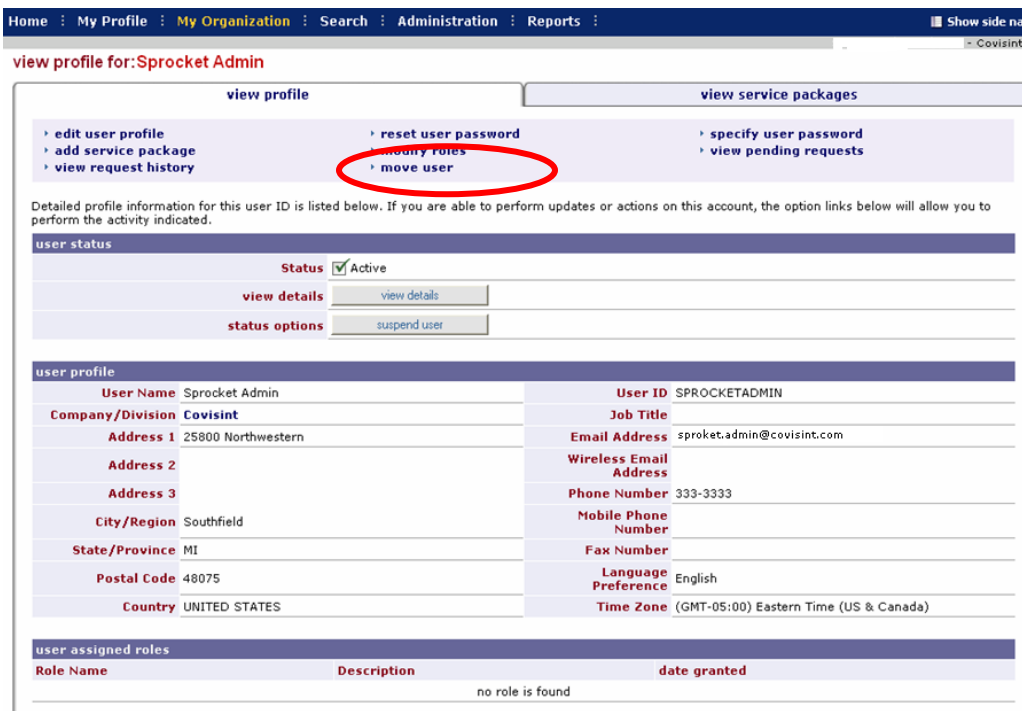 Home My Profile My Organization Search Administration Reports Show side na
- Covisint
view profile for:Sprocket Admin
view profile view service packages
edit user profile reset user password specify user password
add service package modify roles view pending requests
view request history move user
Detailed profile information for this user ID is listed below. If you are able to perform updates or actions on this account, the option links below will allow you to
perform the activity indicated.
user status
Status Active
view details view details
status options suspend user
user profile
User Name Sprocket Admin User ID SPROCKETADMIN
Company/Division Covisint Job Title
Address 1 25800 Northwestern Email Address sproket.admin@covisint.com
Address 2 Wireless Email Address
Address 3 Phone Number 333-3333
City/Region Southfield Mobile Phone Number
State/Province MI Fax Number
Postal Code 48075 Language Preference English
Country UNITED STATES Time Zone (GMT-05:00) Eastern Time (US & Canada)
user assigned roles
Role Name Description date granted
no role is found